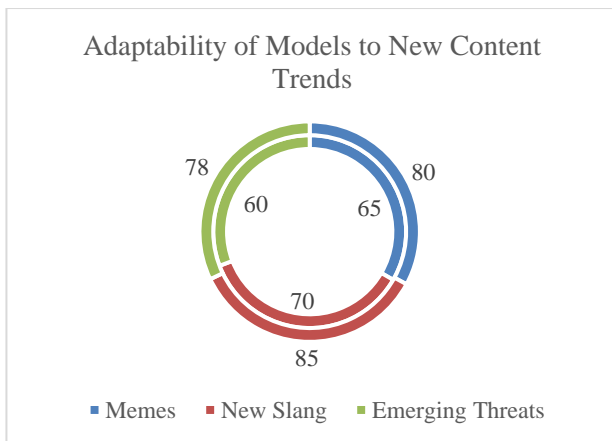 Adaptability of Models to New Content
Trends
78
80
60
65
70
85
Memes
New Slang
Emerging Threats